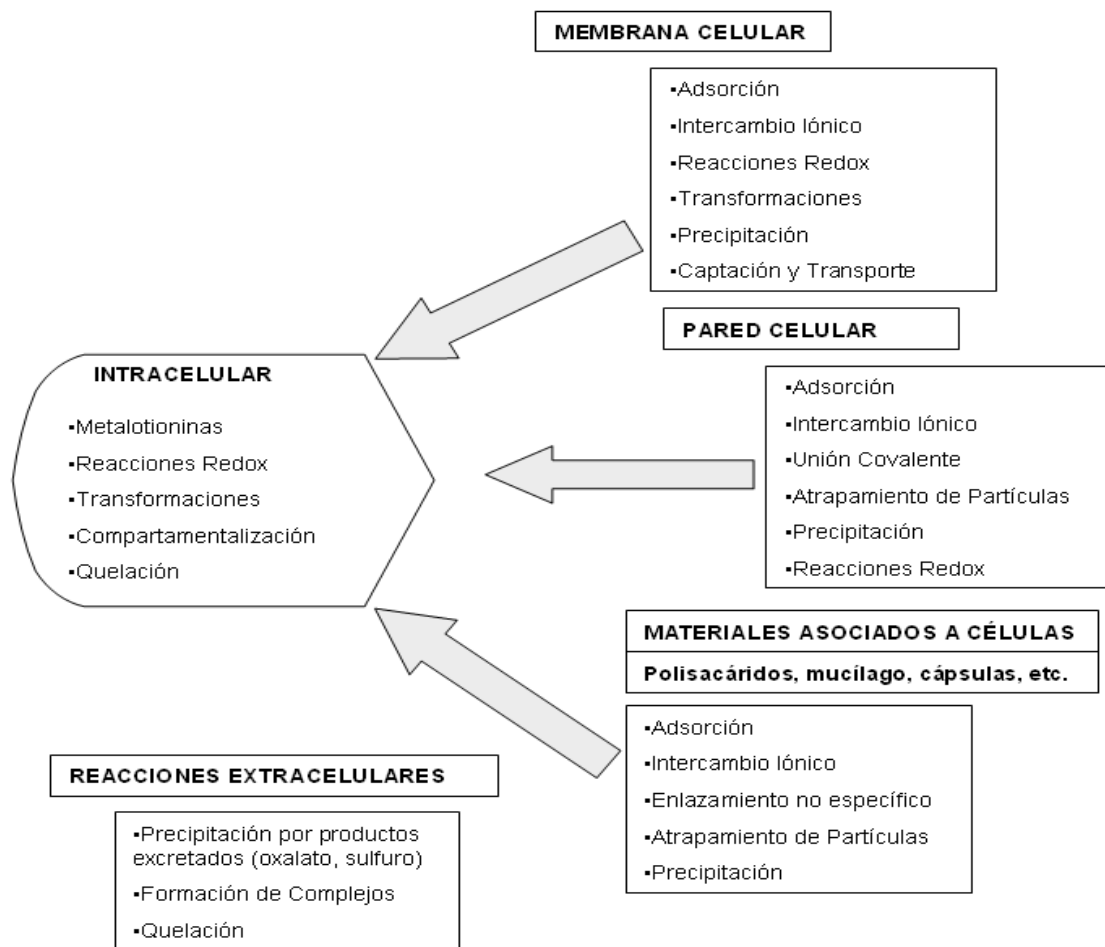 MEMBRANA CELULAR
▪Adsorción
▪Intercambio Iónico
▪Reacciones Redox
▪Transformaciones
▪Precipitación
▪Captación y Transporte
PARED CELULAR
▪Adsorción
▪Intercambio Iónico
▪Unión Covalente
▪Atrapamiento de Partículas
▪Precipitación
▪Reacciones Redox
INTRACELULAR
▪Metalotioninas
▪Reacciones Redox
▪Transformaciones
▪Compartamentalización
▪Quelación
MATERIALES ASOCIADOS A CÉLULAS
Polisacáridos, mucílago, cápsulas, etc.
▪Adsorción
▪Intercambio Iónico
▪Enlazamiento no específico
▪Atrapamiento de Partículas
▪Precipitación
REACCIONES EXTRACELULARES
▪Precipitación por productos
excretados (oxalato, sulfuro)
▪Formación de Complejos
▪Quelación